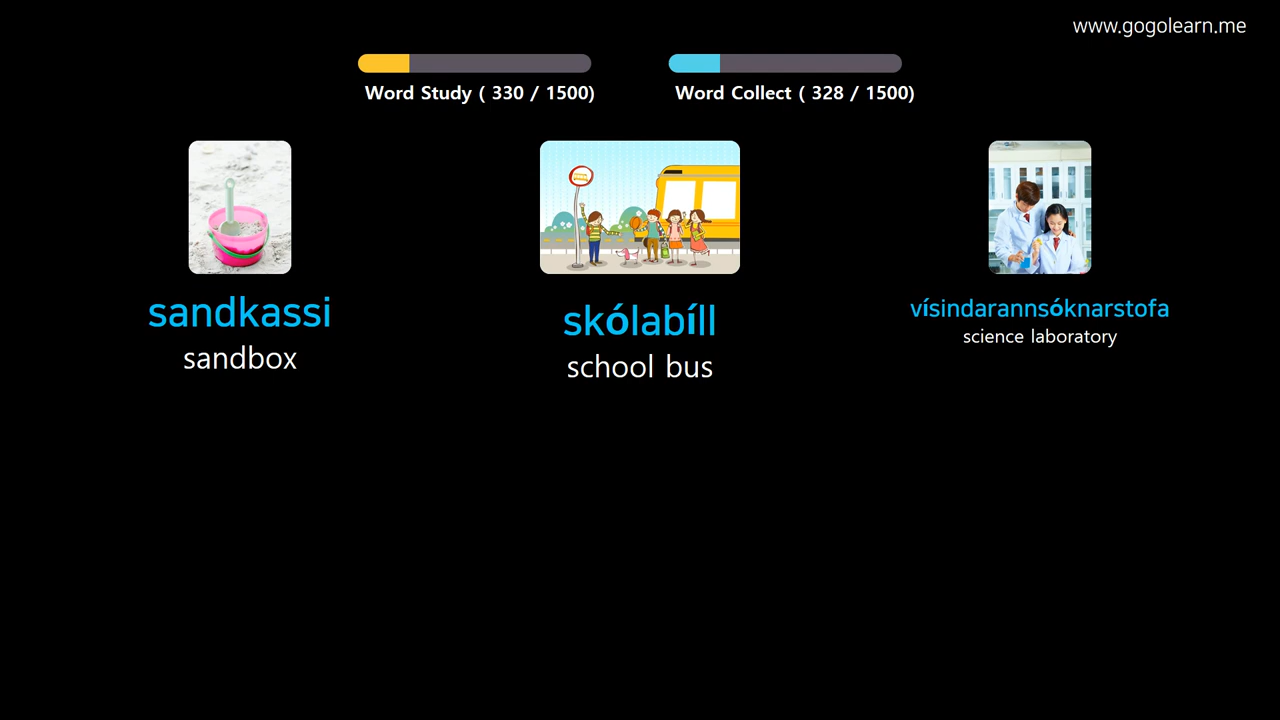 www.gogolearn.me
Word Study ( 330 / 1500)
Word Collect ( 328 / 1500)
sandkassi
sandbox
skólabíll
school bus
vísindarannsóknarstofa
science laboratory